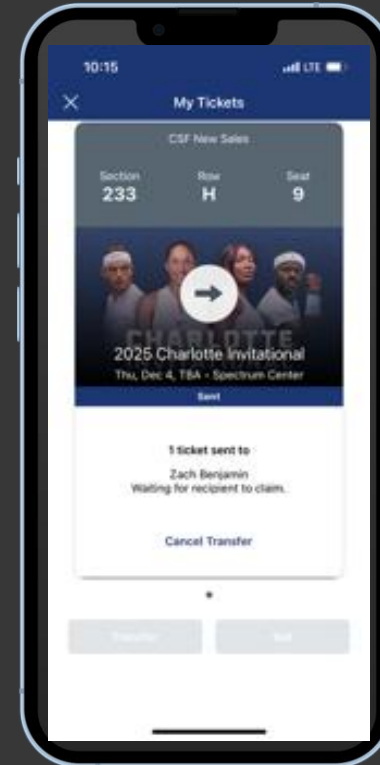 10:15
LTE
My Tickets
CSF New Sales
Section Row Seat
233 H 9
CHARLOTTE
2025 Charlotte Invitational
Thu, Dec 4, TBA - Spectrum Center
Sent
1 ticket sent to
Zach Benjamin
Waiting for recipient to claim.
Cancel Transfer
Transfer Sell